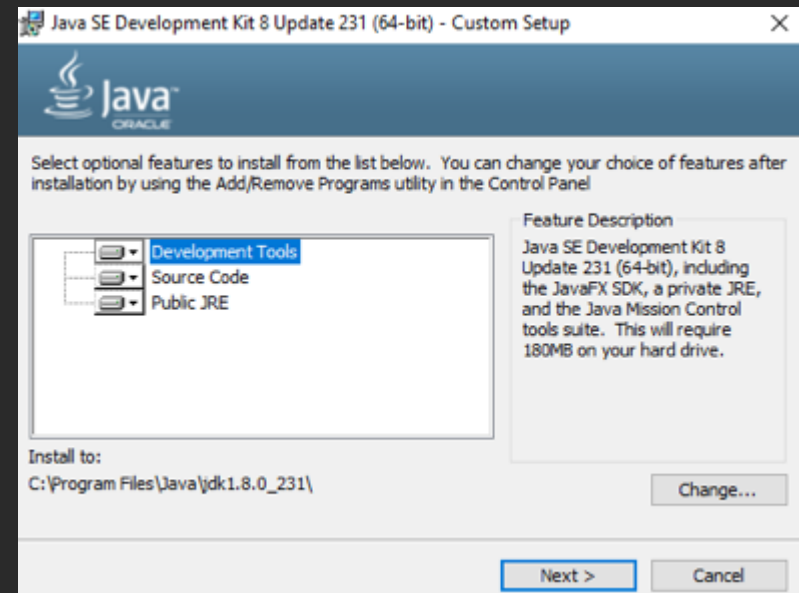 Java SE Development Kit 8 Update 231 (64-bit) - Custom Setup
Java™
ORACLE
Select optional features to install from the list below. You can change your choice of features after
installation by using the Add/Remove Programs utility in the Control Panel
Development Tools
Source Code
Public JRE
Feature Description
Java SE Development Kit 8
Update 231 (64-bit), including
the JavaFX SDK, a private JRE,
and the Java Mission Control
tools suite. This will require
180MB on your hard drive.
Install to:
C:\Program Files\Java\jdk1.8.0_231\
Change...
Next >
Cancel